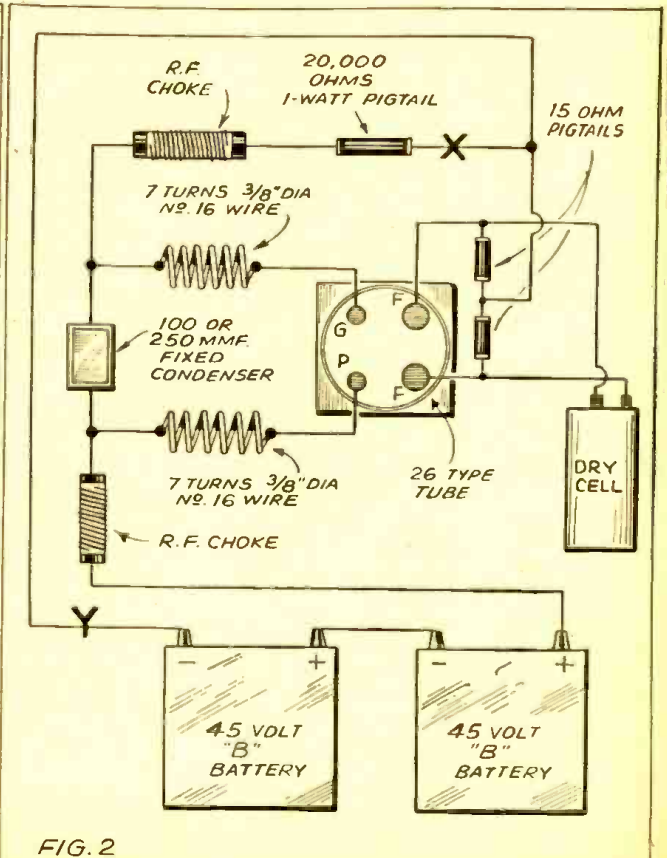 R.F.
CHOKE
20,000
OHMS
1-WATT PIGTAIL
15 OHM
PIGTAILS
X
7 TURNS 3/8" DIA
Nº. 16 WIRE
G
F
P
F
100 OR
250 MMF.
FIXED
CONDENSER
7 TURNS 3/8" DIA
Nº. 16 WIRE
26 TYPE
TUBE
DRY
CELL
R.F. CHOKE
Y
- +
- +
45 VOLT
"B"
BATTERY
45 VOLT
"B"
BATTERY
FIG. 2